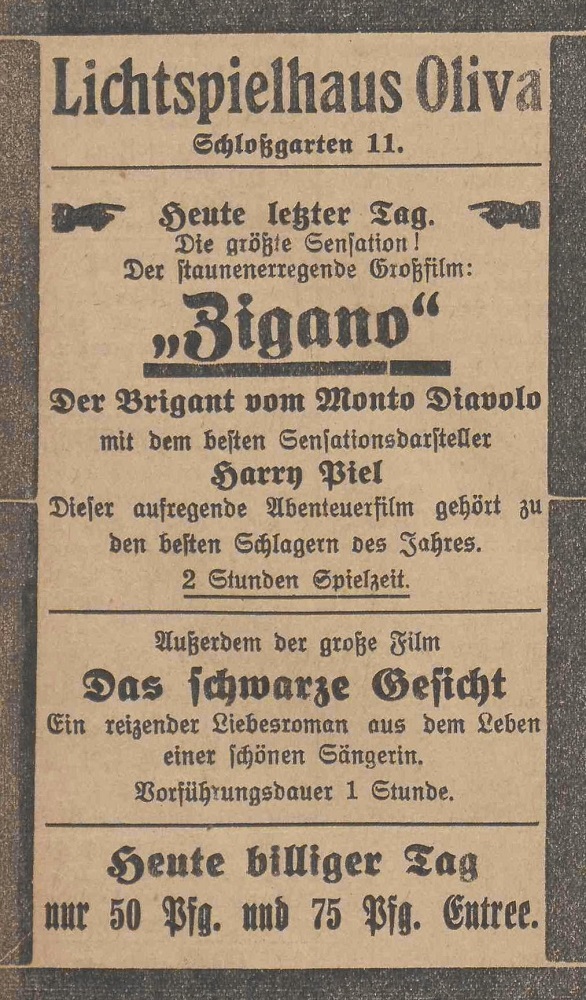 Lichtspielhaus Oliva
Schloßgarten 11.
Heute letzter Tag.
Die größte Sensation!
Der staunenerregende Großfilm:
„Zigano“
Der Brigant vom Monto Diavolo
mit dem besten Sensationsdarsteller
Harry Piel
Dieser aufregende Abenteuerfilm gehört zu
den besten Schlagern des Jahres.
2 Stunden Spielzeit.
Außerdem der große Film
Das schwarze Gesicht
Ein reizender Liebesroman aus dem Leben
einer schönen Sängerin.
Vorführungsdauer 1 Stunde.
Heute billiger Tag
nur 50 Pfg. und 75 Pfg. Entree.